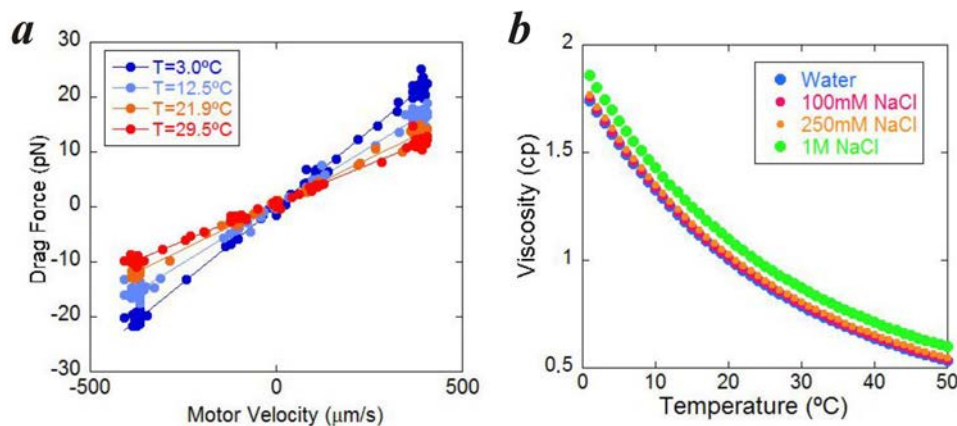 a
30
20
10
0
-10
-20
-30
Drag Force (pN)
T=3.0ºC
T=12.5ºC
T=21.9ºC
T=29.5ºC
-500
0
500
Motor Velocity (μm/s)
b
2
1.5
1
0.5
Viscosity (cp)
Water
100mM NaCl
250mM NaCl
1M NaCl
0
10
20
30
40
50
Temperature (ºC)